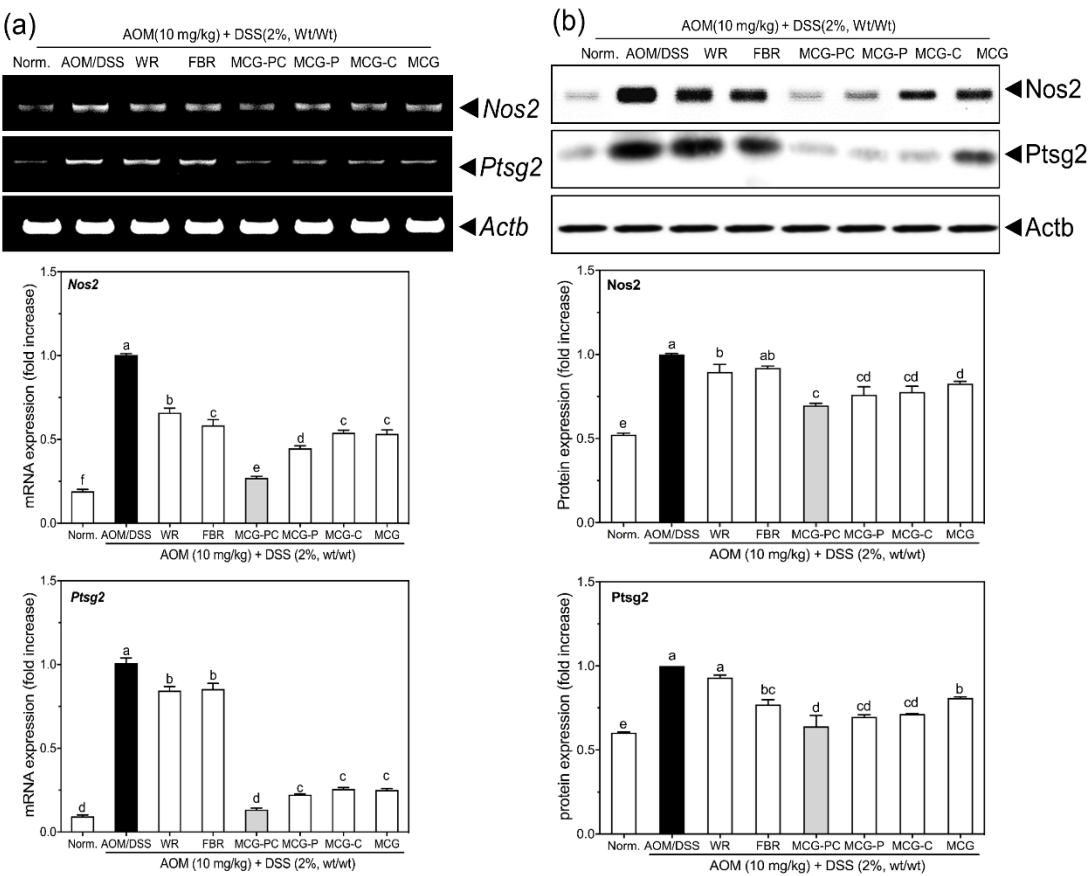 (a)
AOM(10 mg/kg) + DSS(2%, Wt/Wt)
Norm. AOM/DSS WR FBR MCG-PC MCG-P MCG-C MCG
◄Nos2
◄Ptsg2
◄Actb
1.5
1.0
0.5
0.0
mRNA expression (fold increase)
Nos2
f a b c e d c c
Norm. AOM/DSS WR FBR MCG-PC MCG-P MCG-C MCG
AOM (10 mg/kg) + DSS (2%, wt/wt)
1.5
1.0
0.5
0.0
mRNA expression (fold increase)
Ptsg2
d a b b d c c c
Norm. AOM/DSS WR FBR MCG-PC MCG-P MCG-C MCG
AOM (10 mg/kg) + DSS (2%, wt/wt)
(b)
AOM(10 mg/kg) + DSS(2%, Wt/Wt)
Norm. AOM/DSS WR FBR MCG-PC MCG-P MCG-C MCG
◄Nos2
◄Ptsg2
◄Actb
1.5
1.0
0.5
0.0
Protein expression (fold increase)
Nos2
e a b ab c cd cd d
Norm. AOM/DSS WR FBR MCG-PC MCG-P MCG-C MCG
AOM (10 mg/kg) + DSS (2%, wt/wt)
1.5
1.0
0.5
0.0
protein expression (fold increase)
Ptsg2
e a a bc d cd cd b
Norm. AOM/DSS WR FBR MCG-PC MCG-P MCG-C MCG
AOM (10 mg/kg) + DSS (2%, wt/wt)